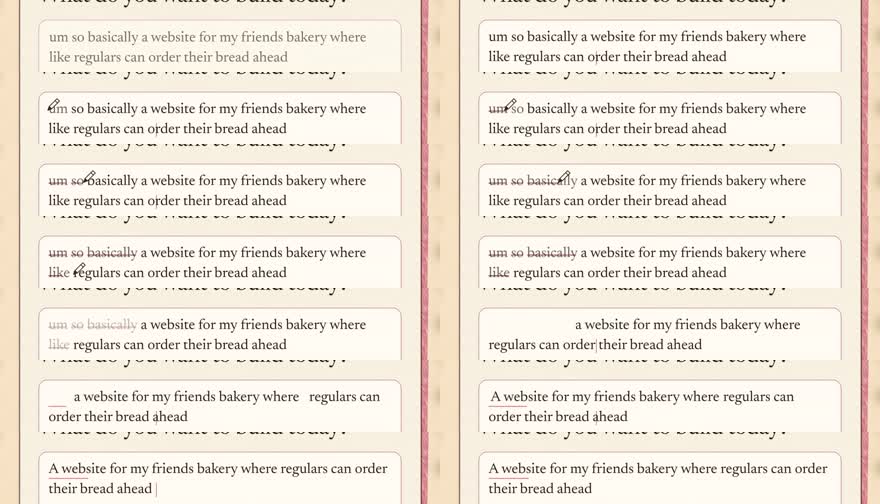 um so basically a website for my friends bakery where
like regulars can order their bread ahead
um so basically a website for my friends bakery where
like regulars can order their bread ahead
um so basically a website for my friends bakery where
like regulars can order their bread ahead
um so basically a website for my friends bakery where
like regulars can order their bread ahead
um so basically a website for my friends bakery where
like regulars can order their bread ahead
um so basically a website for my friends bakery where
like regulars can order their bread ahead
um so basically a website for my friends bakery where
like regulars can order their bread ahead
um so basically a website for my friends bakery where
like regulars can order their bread ahead
um so basically a website for my friends bakery where
like regulars can order their bread ahead
a website for my friends bakery where
regulars can order their bread ahead
a website for my friends bakery where regulars can
order their bread ahead
A website for my friends bakery where regulars can
order their bread ahead
A website for my friends bakery where regulars can order
their bread ahead
A website for my friends bakery where regulars can order
their bread ahead